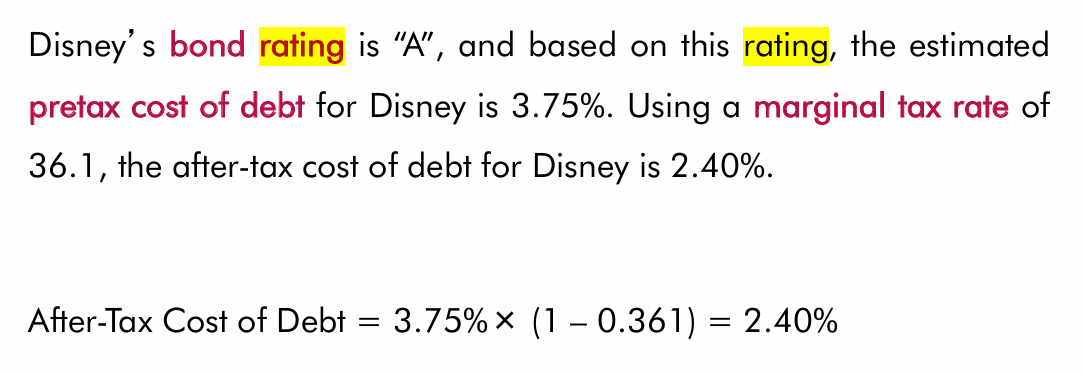 Disney’s bond rating is “A”, and based on this rating, the estimated
pretax cost of debt for Disney is 3.75%. Using a marginal tax rate of
36.1, the after-tax cost of debt for Disney is 2.40%.
After-Tax Cost of Debt = 3.75% × (1 – 0.361) = 2.40%